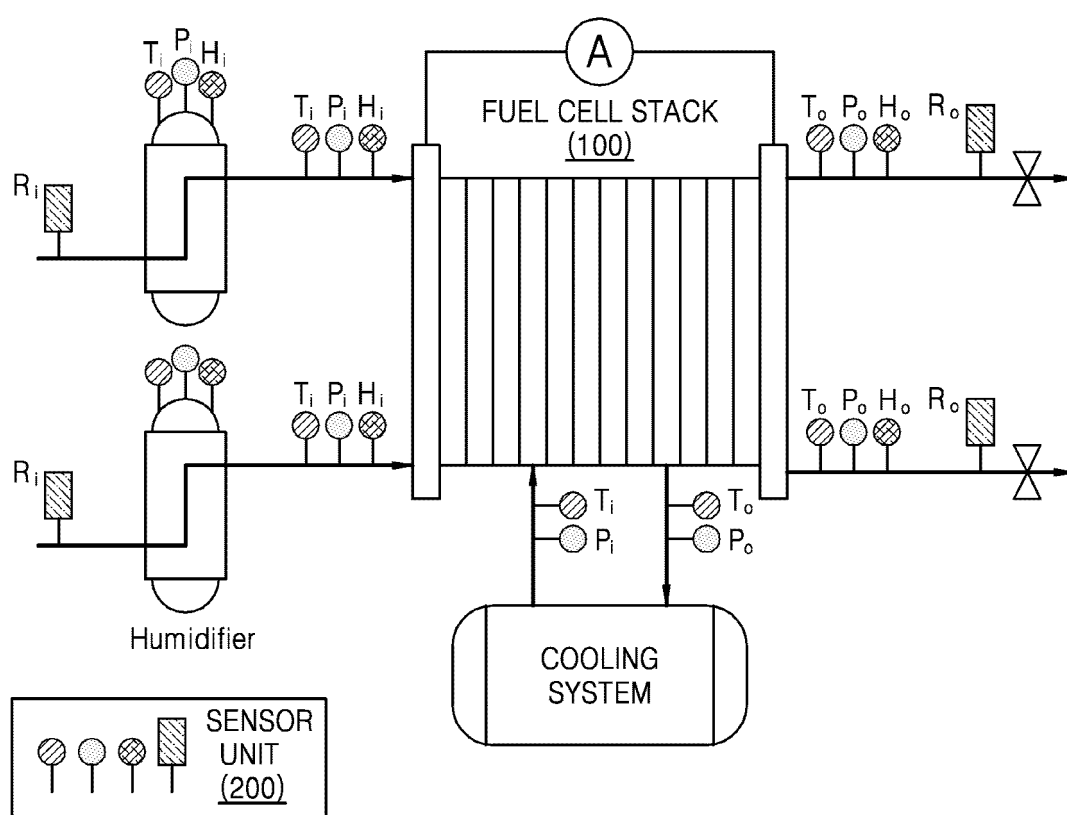 A
FUEL CELL STACK
(100)
Tᵢ Pᵢ Hᵢ
Tᵢ Pᵢ Hᵢ
Tₒ Pₒ Hₒ Rₒ
Rᵢ
Tᵢ Pᵢ Hᵢ
Tₒ Pₒ Hₒ Rₒ
Rᵢ
Tᵢ
Tₒ
Pᵢ
Pₒ
Humidifier
COOLING
SYSTEM
SENSOR
UNIT
(200)